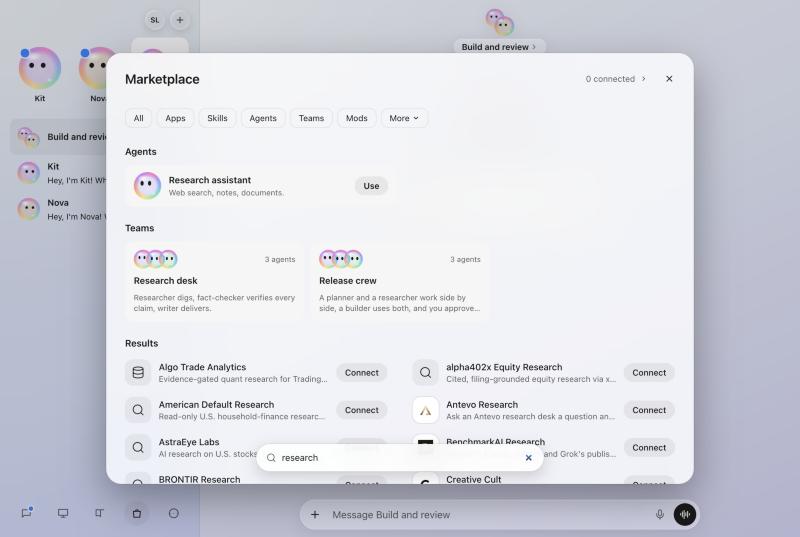 SL
Build and review
Kit
Nova
Build and revie
Kit
Hey, I'm Kit! Wh
Nova
Hey, I'm Nova! W
Marketplace
0 connected
All
Apps
Skills
Agents
Teams
Mods
More
Agents
Research assistant
Web search, notes, documents.
Use
Teams
3 agents
Research desk
Researcher digs, fact-checker verifies every
claim, writer delivers.
3 agents
Release crew
A planner and a researcher work side by
side, a builder uses both, and you approve...
Results
Algo Trade Analytics
Evidence-gated quant research for Trading...
Connect
alpha402x Equity Research
Cited, filing-grounded equity research via x...
Connect
American Default Research
Read-only U.S. household-finance researc...
Connect
Antevo Research
Ask an Antevo research desk a question an...
Connect
AstraEye Labs
AI research on U.S. stocks
BenchmarkAI Research
and Grok's publis...
Connect
research
BRONTIR Research
Creative Cult
Message Build and review